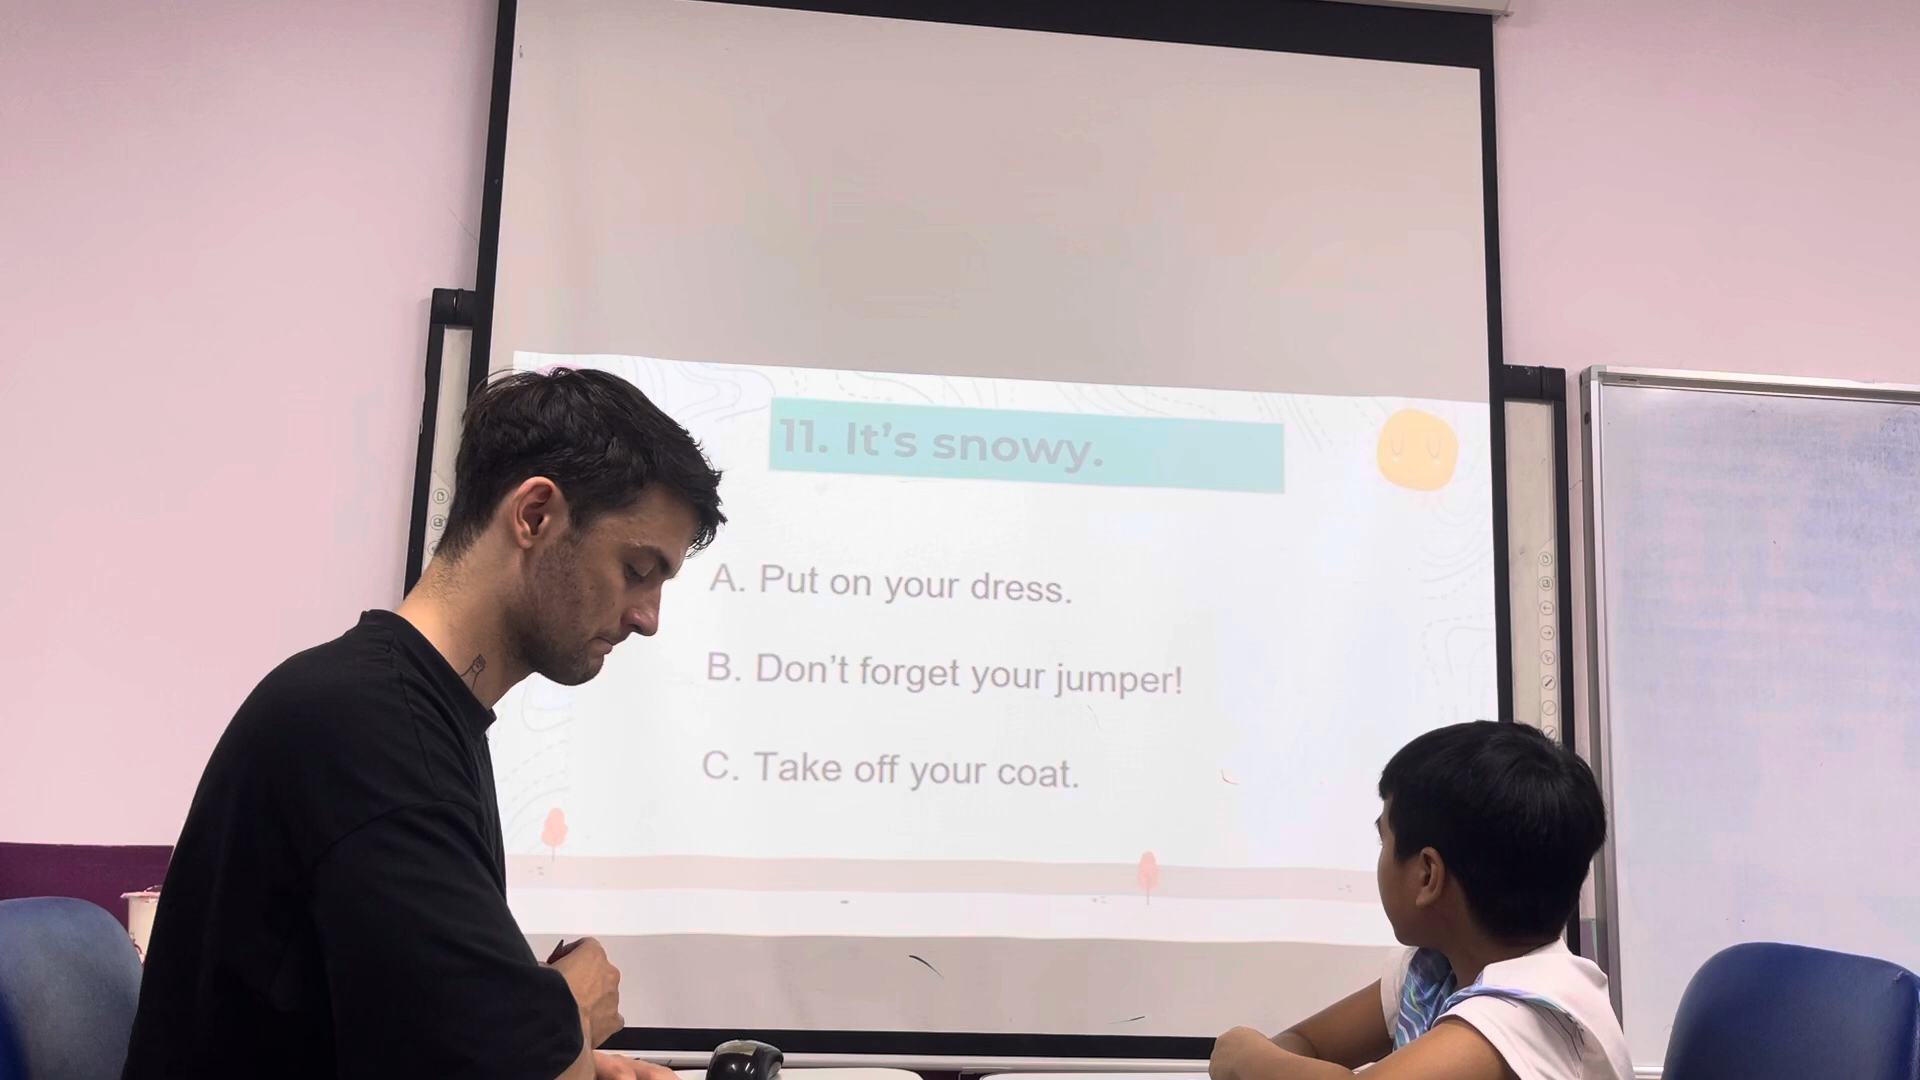 11. It's snowy.
A. Put on your dress.
B. Don't forget your jumper!
C. Take off your coat.